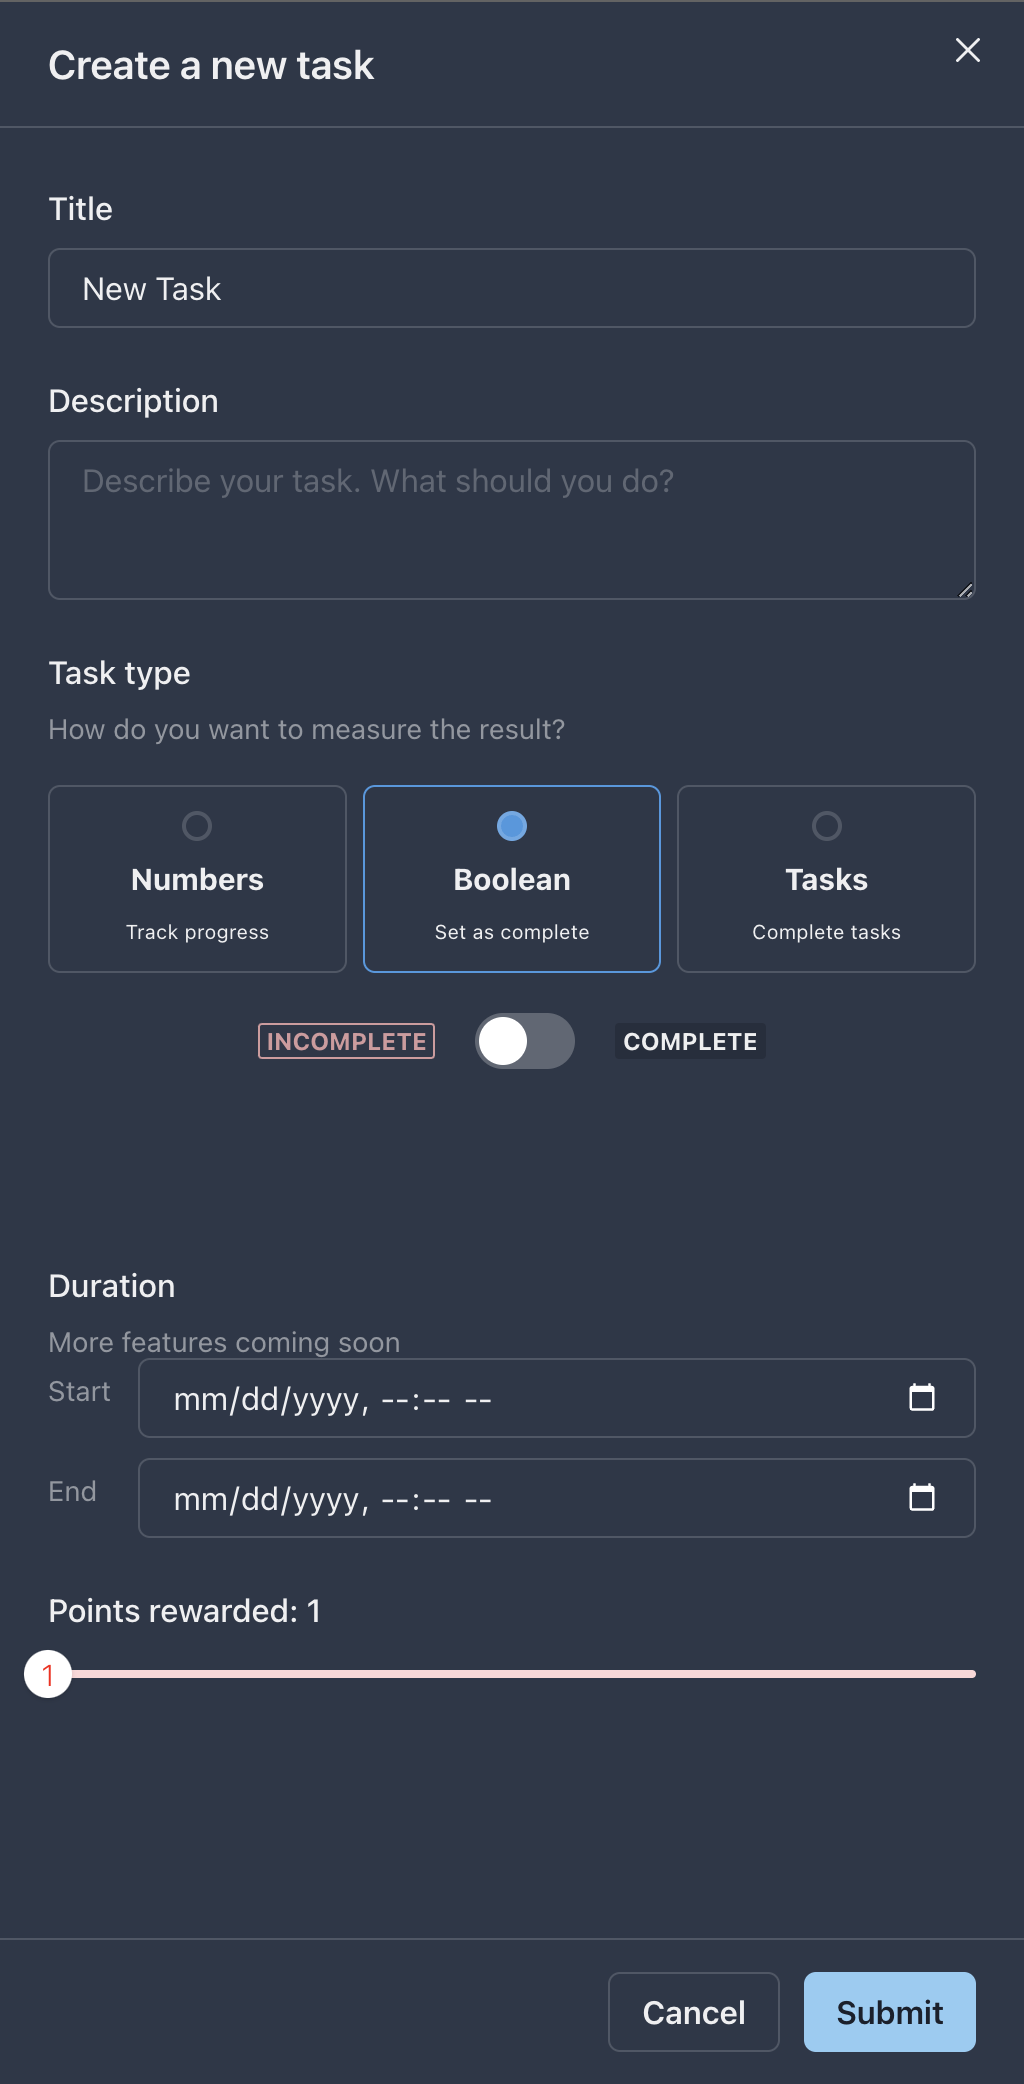 Create a new task
Title
New Task
Description
Describe your task. What should you do?
Task type
How do you want to measure the result?
Numbers
Track progress
Boolean
Set as complete
Tasks
Complete tasks
INCOMPLETE
COMPLETE
Duration
More features coming soon
Start
mm/dd/yyyy, --:-- --
End
mm/dd/yyyy, --:-- --
Points rewarded: 1
1
Cancel
Submit